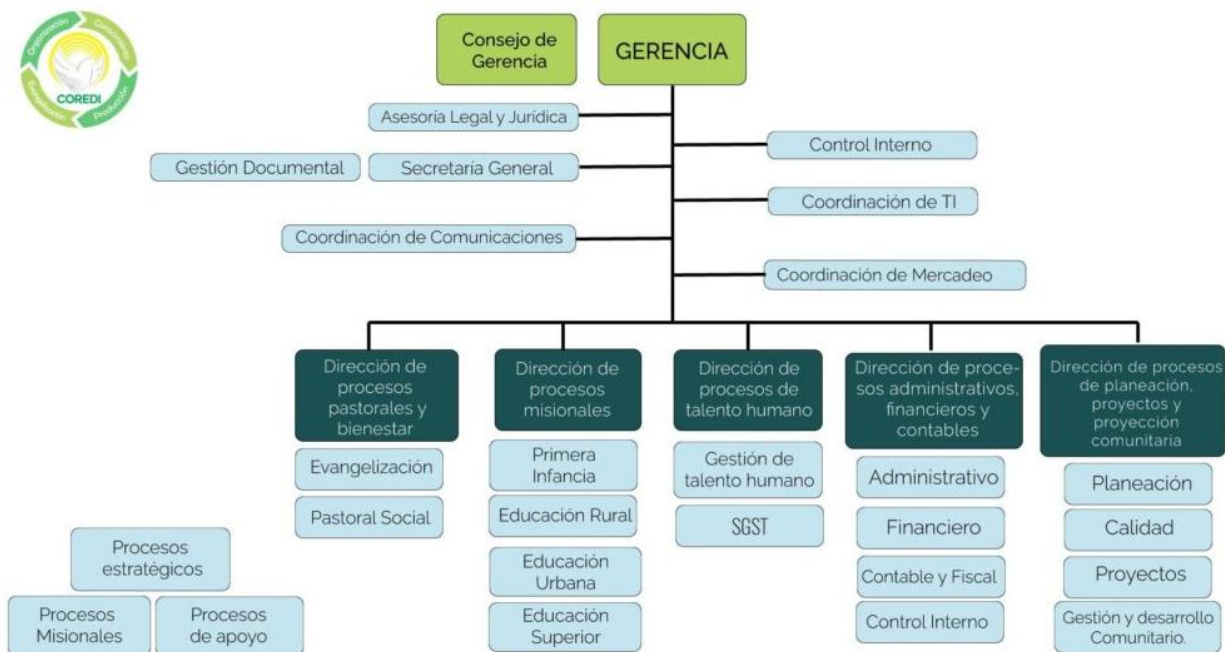 Organización
Conocimiento
Evangelización
Producción
COREDI
Consejo de
Gerencia
GERENCIA
Asesoría Legal y Jurídica
Control Interno
Gestión Documental
Secretaría General
Coordinación de TI
Coordinación de Comunicaciones
Coordinación de Mercadeo
Dirección de
procesos
pastorales y
bienestar
Evangelización
Pastoral Social
Dirección de
procesos
misionales
Primera
Infancia
Educación Rural
Educación
Urbana
Educación
Superior
Dirección de
procesos de
talento humano
Gestión de
talento humano
SGST
Dirección de proce-
sos administrativos,
financieros y
contables
Administrativo
Financiero
Contable y Fiscal
Control Interno
Dirección de procesos
de planeación,
proyectos y
proyección
comunitaria
Planeación
Calidad
Proyectos
Gestión y desarrollo
Comunitario.
Procesos
estratégicos
Procesos
Misionales
Procesos
de apoyo